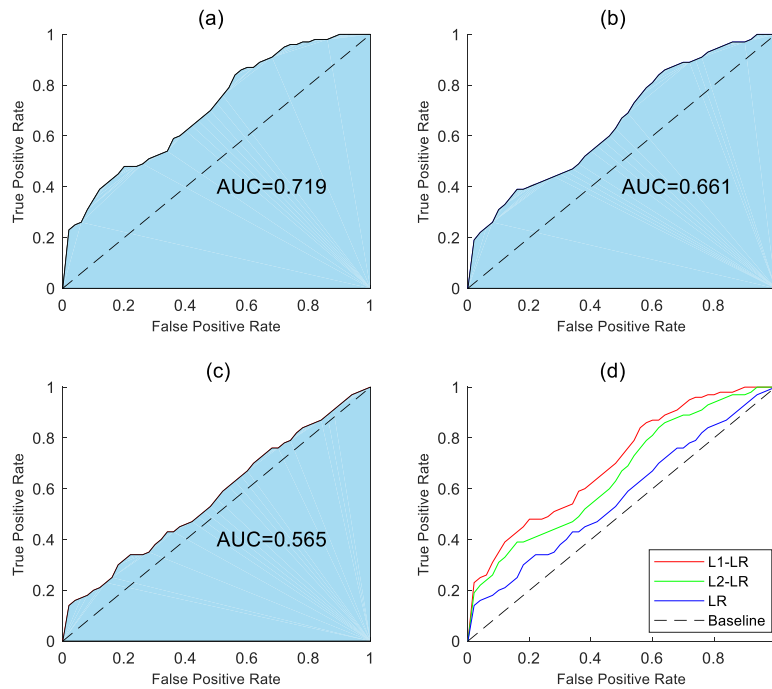 (a)
1
0.8
0.6
0.4
0.2
0
True Positive Rate
AUC=0.719
0 0.2 0.4 0.6 0.8 1
False Positive Rate
(b)
1
0.8
0.6
0.4
0.2
0
True Positive Rate
AUC=0.661
0 0.2 0.4 0.6 0.8
False Positive Rate
(c)
1
0.8
0.6
0.4
0.2
0
True Positive Rate
AUC=0.565
0 0.2 0.4 0.6 0.8 1
False Positive Rate
(d)
1
0.8
0.6
0.4
0.2
0
True Positive Rate
L1-LR
L2-LR
LR
Baseline
0 0.2 0.4 0.6 0.8
False Positive Rate